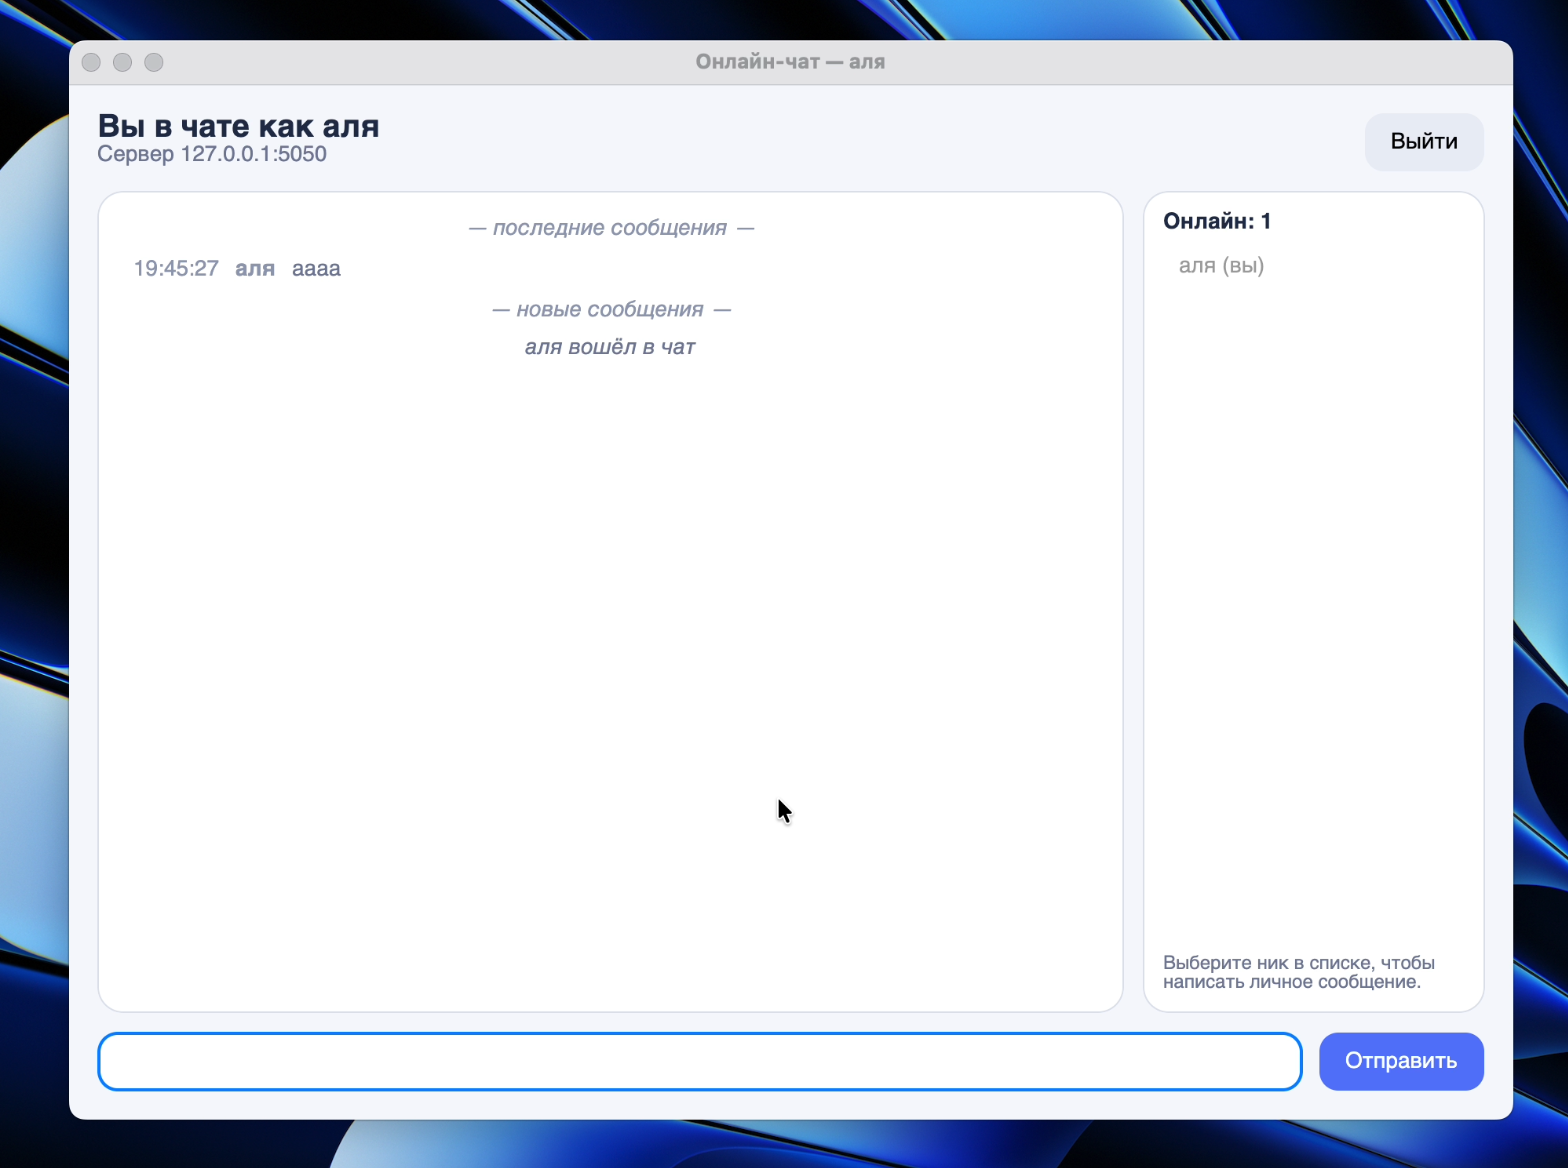 Онлайн-чат — аля
Вы в чате как аля
Сервер 127.0.0.1:5050
Выйти
— последние сообщения —
19:45:27 аля аааа
— новые сообщения —
аля вошёл в чат
Онлайн: 1
аля (вы)
Выберите ник в списке, чтобы
написать личное сообщение.
Отправить